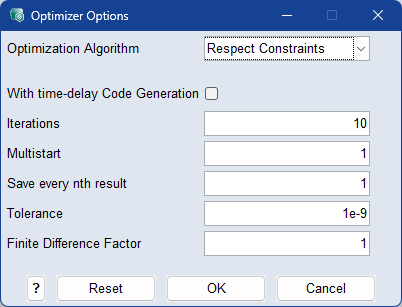 Optimizer Options
Optimization Algorithm Respect Constraints
With time-delay Code Generation
Iterations 10
Multistart 1
Save every nth result 1
Tolerance 1e-9
Finite Difference Factor 1
? Reset OK Cancel